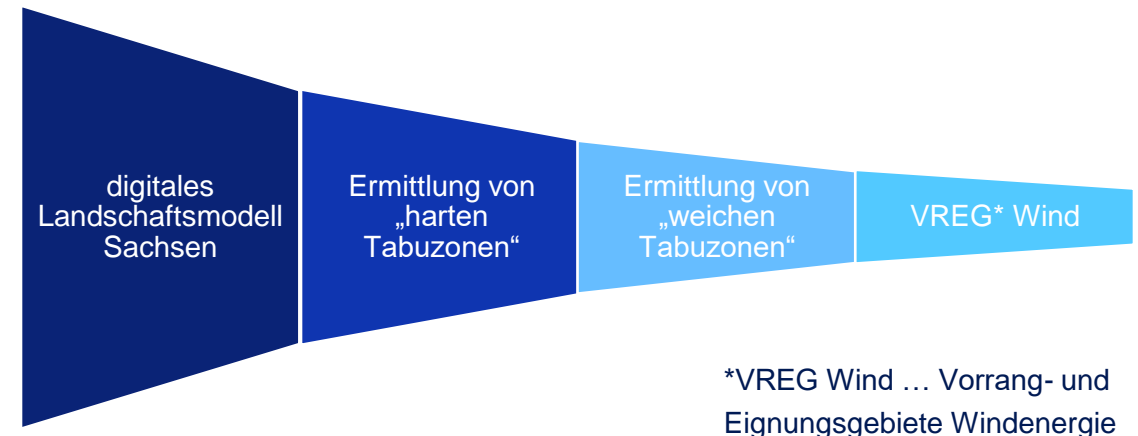 digitales
Landschaftsmodell
Sachsen
Ermittlung von
„harten
Tabuzonen“
Ermittlung von
„weichen
Tabuzonen“
VREG* Wind
*VREG Wind … Vorrang- und
Eignungsgebiete Windenergie